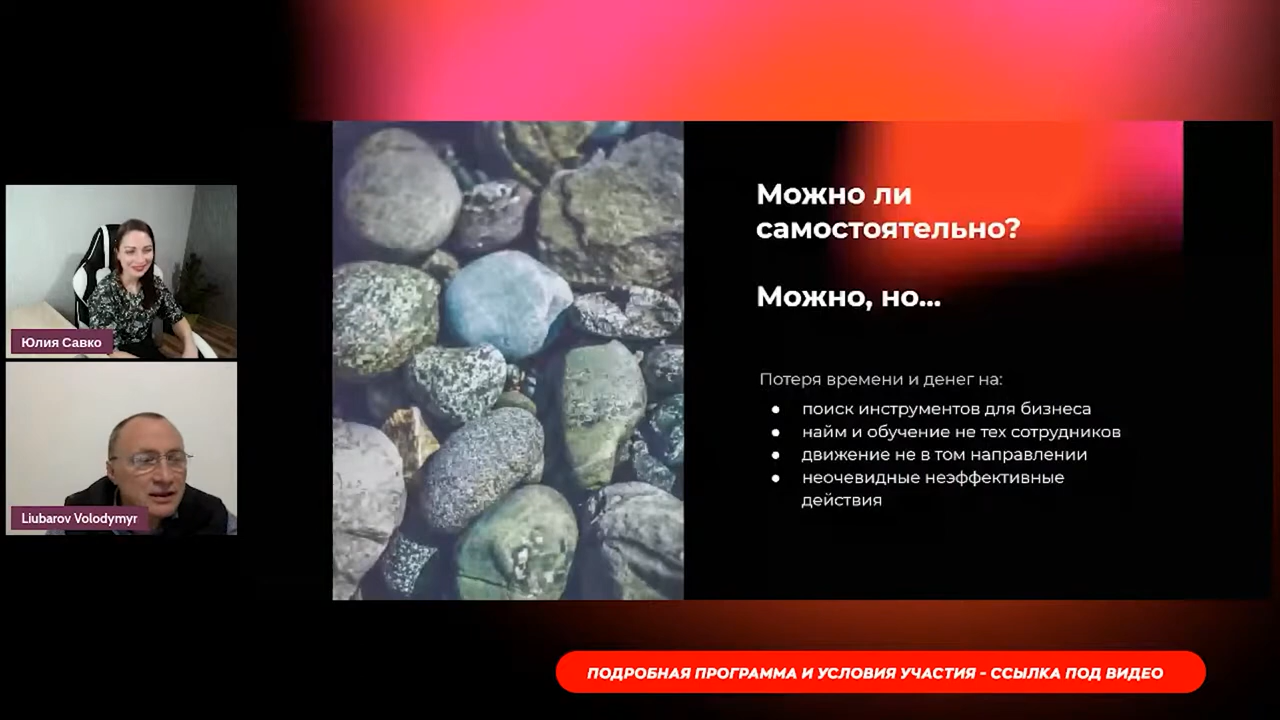 Юлия Савко
Liubarov Volodymyr
Можно ли
самостоятельно?
Можно, но...
Потеря времени и денег на:
● поиск инструментов для бизнеса
● найм и обучение не тех сотрудников
● движение не в том направлении
● неочевидные неэффективные
действия
ПОДРОБНАЯ ПРОГРАММА И УСЛОВИЯ УЧАСТИЯ - ССЫЛКА ПОД ВИДЕО